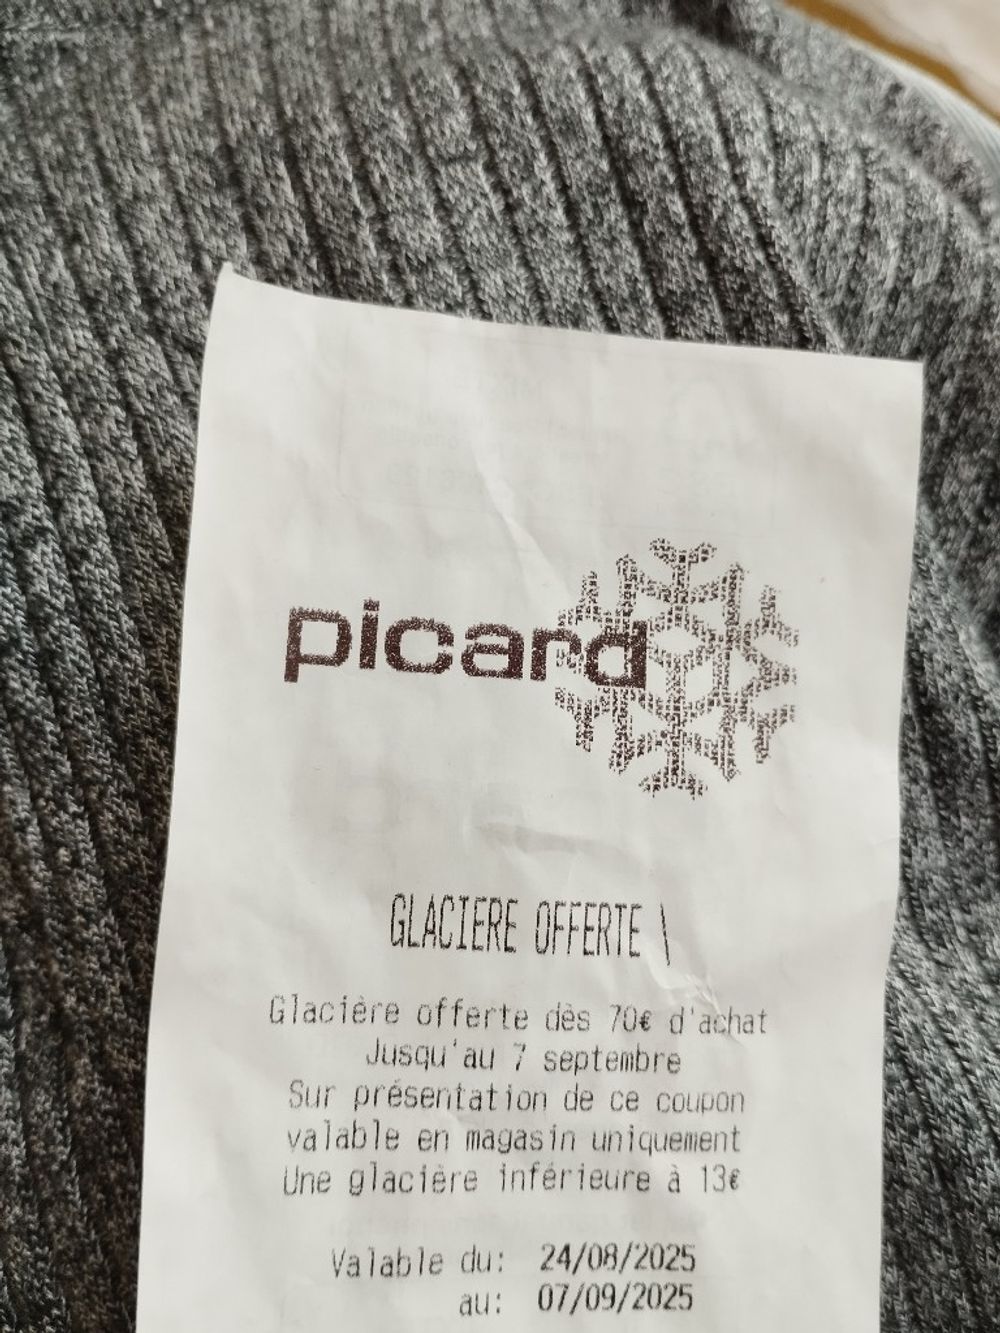 picard
GLACIERE OFFERTE \
Glacière offerte dès 70€ d'achat
Jusqu'au 7 septembre
Sur présentation de ce coupon
valable en magasin uniquement
Une glacière inférieure à 13€
Valable du: 24/08/2025
au: 07/09/2025